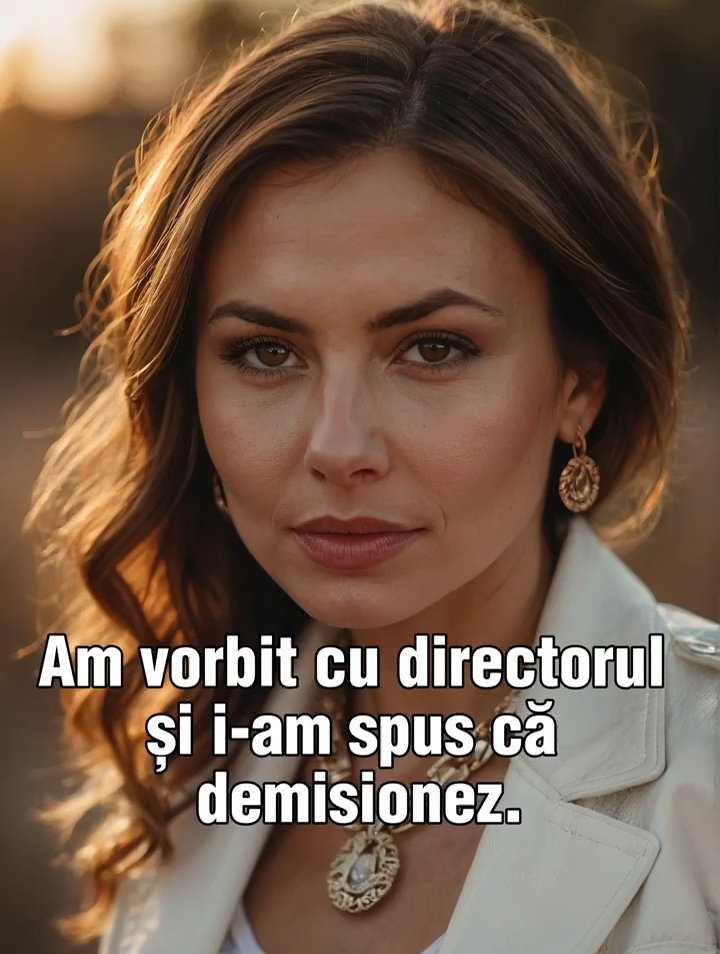 Am vorbit cu directorul
și i-am spus că
demisionez.